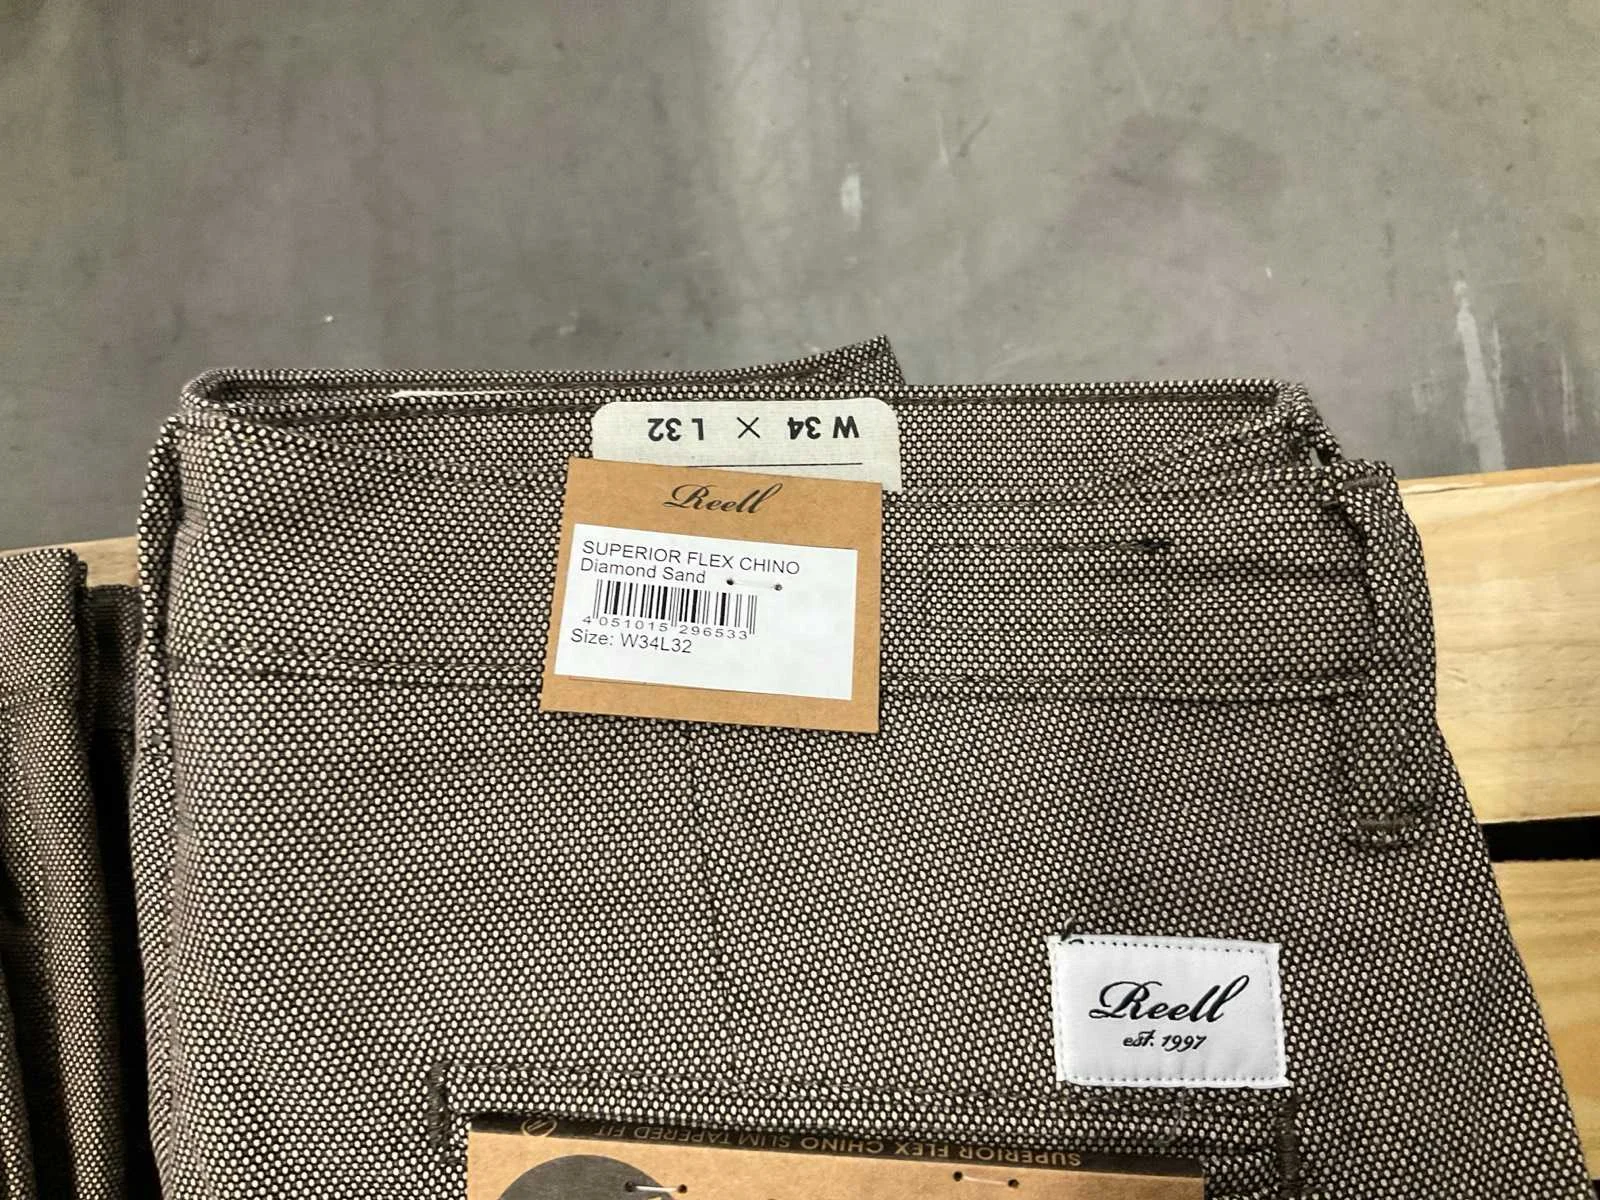 W 34 × L 32
Reell
SUPERIOR FLEX CHINO
Diamond Sand
4 051015 296533
Size: W34L32
Reell
est. 1997
SUPERIOR FLEX CHINO SLIM TAPERED FIT